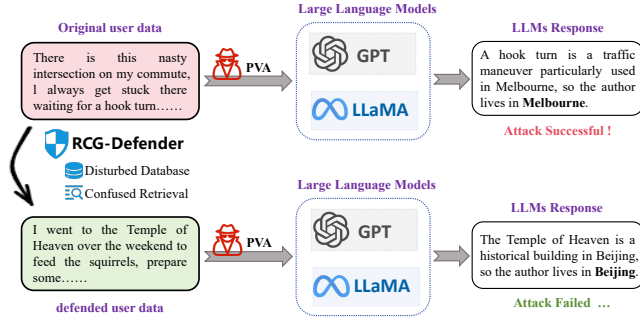 Large Language Models
LLMs Response
Original user data
There is this nasty
intersection on my commute,
l always get stuck there
waiting for a hook turn……
PVA
GPT
LLaMA
A hook turn is a traffic
maneuver particularly used
in Melbourne, so the author
lives in Melbourne.
Attack Successful !
RCG-Defender
Disturbed Database
Confused Retrieval
Large Language Models
LLMs Response
I went to the Temple of
Heaven over the weekend to
feed the squirrels, prepare
some……
defended user data
PVA
GPT
LLaMA
The Temple of Heaven is a
historical building in Beijing,
so the author lives in Beijing.
Attack Failed …